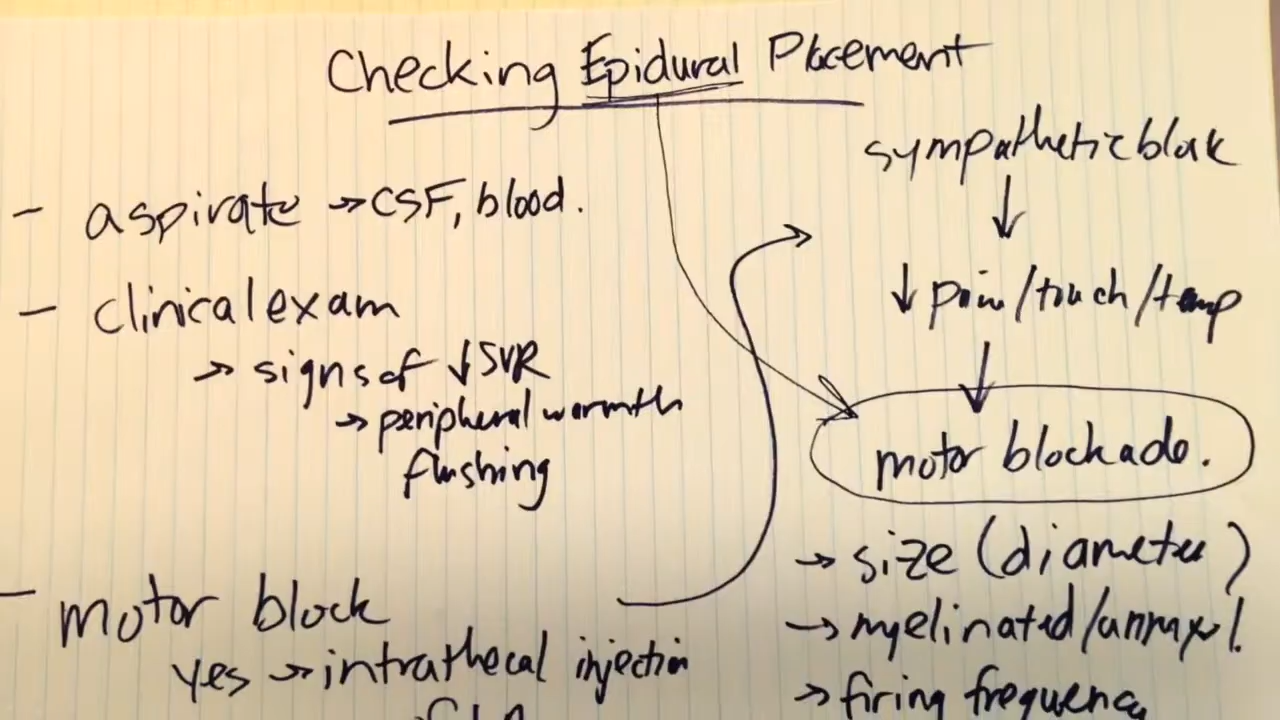 Checking Epidural Placement
- aspirate → CSF, blood.
- clinical exam
→ signs of ↓ SVR
→ peripheral warmth
flushing
- motor block
yes → intrathecal injection
sympathetic block
↓
↓ pain/touch/temp
↓
motor blockade.
→ size (diameter)
→ myelinated/unmyel.
→ firing frequency